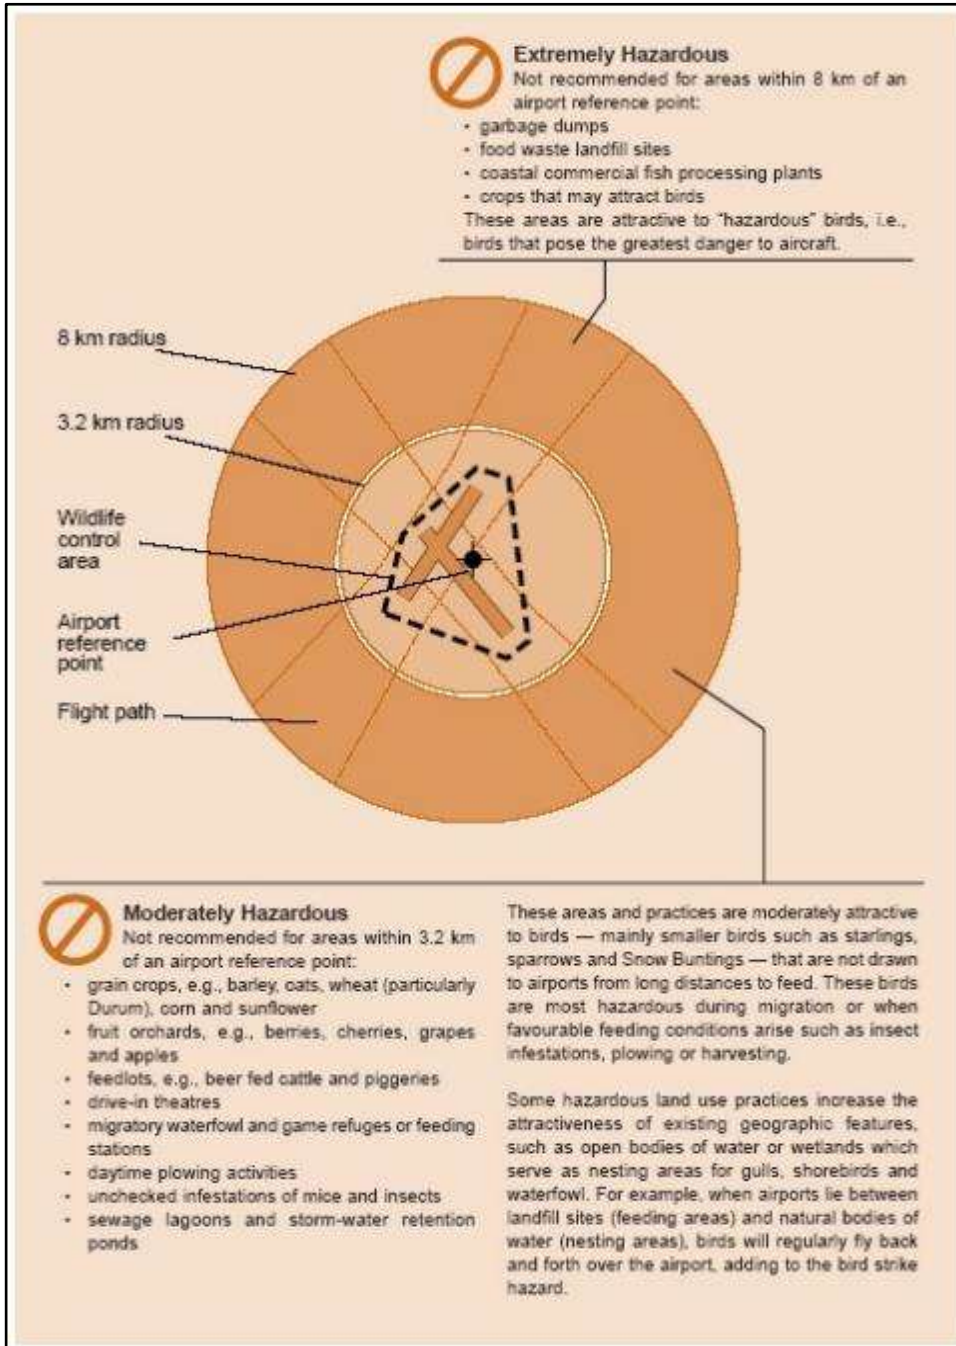 Extremely Hazardous
Not recommended for areas within 8 km of an
airport reference point:
• garbage dumps
• food waste landfill sites
• coastal commercial fish processing plants
• crops that may attract birds
These areas are attractive to “hazardous” birds, i.e.,
birds that pose the greatest danger to aircraft.
8 km radius
3.2 km radius
Wildlife
control
area
Airport
reference
point
Flight path
Moderately Hazardous
Not recommended for areas within 3.2 km
of an airport reference point:
• grain crops, e.g., barley, oats, wheat (particularly
Durum), corn and sunflower
• fruit orchards, e.g., berries, cherries, grapes
and apples
• feedlots, e.g., beer fed cattle and piggeries
• drive-in theatres
• migratory waterfowl and game refuges or feeding
stations
• daytime plowing activities
• unchecked infestations of mice and insects
• sewage lagoons and storm-water retention
ponds
These areas and practices are moderately attractive
to birds — mainly smaller birds such as starlings,
sparrows and Snow Buntings — that are not drawn
to airports from long distances to feed. These birds
are most hazardous during migration or when
favourable feeding conditions arise such as insect
infestations, plowing or harvesting.
Some hazardous land use practices increase the
attractiveness of existing geographic features,
such as open bodies of water or wetlands which
serve as nesting areas for gulls, shorebirds and
waterfowl. For example, when airports lie between
landfill sites (feeding areas) and natural bodies of
water (nesting areas), birds will regularly fly back
and forth over the airport, adding to the bird strike
hazard.